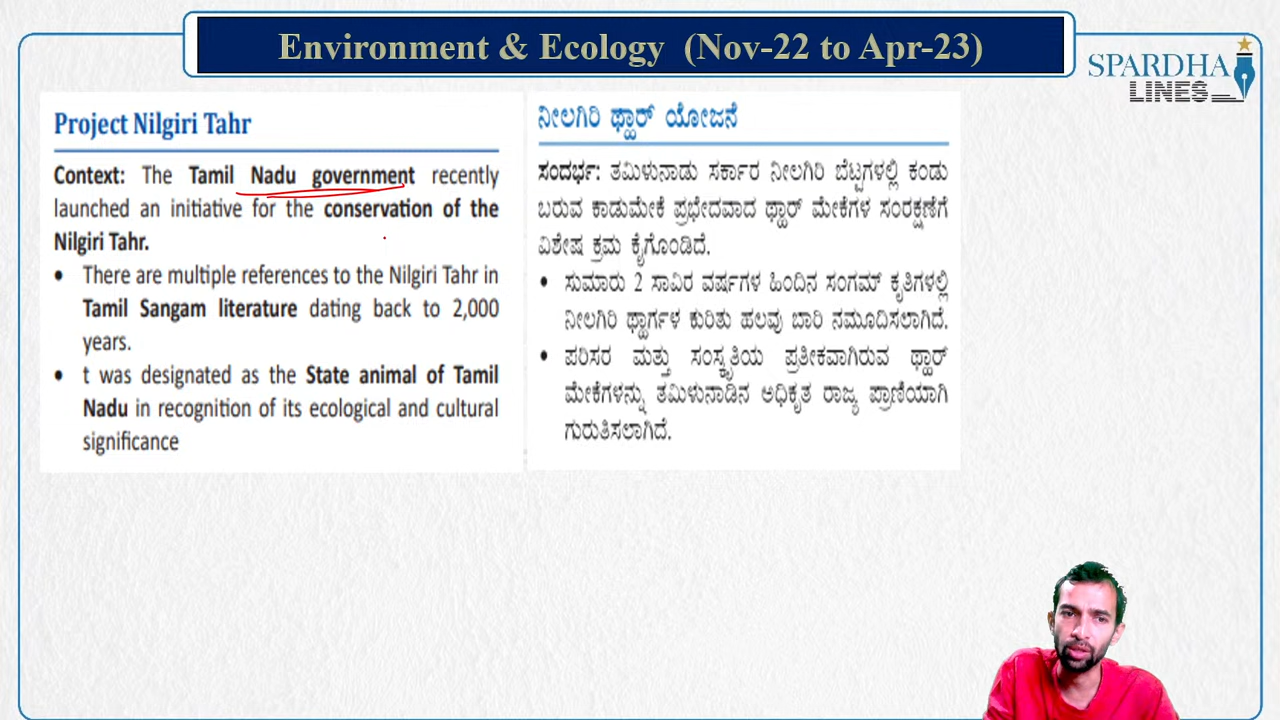 Environment & Ecology (Nov-22 to Apr-23)
SPARDHA
LINES
Project Nilgiri Tahr
Context: The Tamil Nadu government recently
launched an initiative for the conservation of the
Nilgiri Tahr.
• There are multiple references to the Nilgiri Tahr in
Tamil Sangam literature dating back to 2,000
years.
• t was designated as the State animal of Tamil
Nadu in recognition of its ecological and cultural
significance
ನೀಲಗಿರಿ ಥ್ಹಾರ್ ಯೋಜನೆ
ಸಂದರ್ಭ: ತಮಿಳುನಾಡು ಸರ್ಕಾರ ನೀಲಗಿರಿ ಬೆಟ್ಟಗಳಲ್ಲಿ ಕಂಡು
ಬರುವ ಕಾಡುಮೇಕೆ ಪ್ರಭೇದವಾದ ಥ್ಹಾರ್ ಮೇಕೆಗಳ ಸಂರಕ್ಷಣೆಗೆ
ವಿಶೇಷ ಕ್ರಮ ಕೈಗೊಂಡಿದೆ.
• ಸುಮಾರು 2 ಸಾವಿರ ವರ್ಷಗಳ ಹಿಂದಿನ ಸಂಗಮ್ ಕೃತಿಗಳಲ್ಲಿ
ನೀಲಗಿರಿ ಥ್ಹಾರ್ಗಳ ಕುರಿತು ಹಲವು ಬಾರಿ ನಮೂದಿಸಲಾಗಿದೆ.
• ಪರಿಸರ ಮತ್ತು ಸಂಸ್ಕೃತಿಯ ಪ್ರತೀಕವಾಗಿರುವ ಥ್ಹಾರ್
ಮೇಕೆಗಳನ್ನು ತಮಿಳುನಾಡಿನ ಅಧಿಕೃತ ರಾಜ್ಯ ಪ್ರಾಣಿಯಾಗಿ
ಗುರುತಿಸಲಾಗಿದೆ.